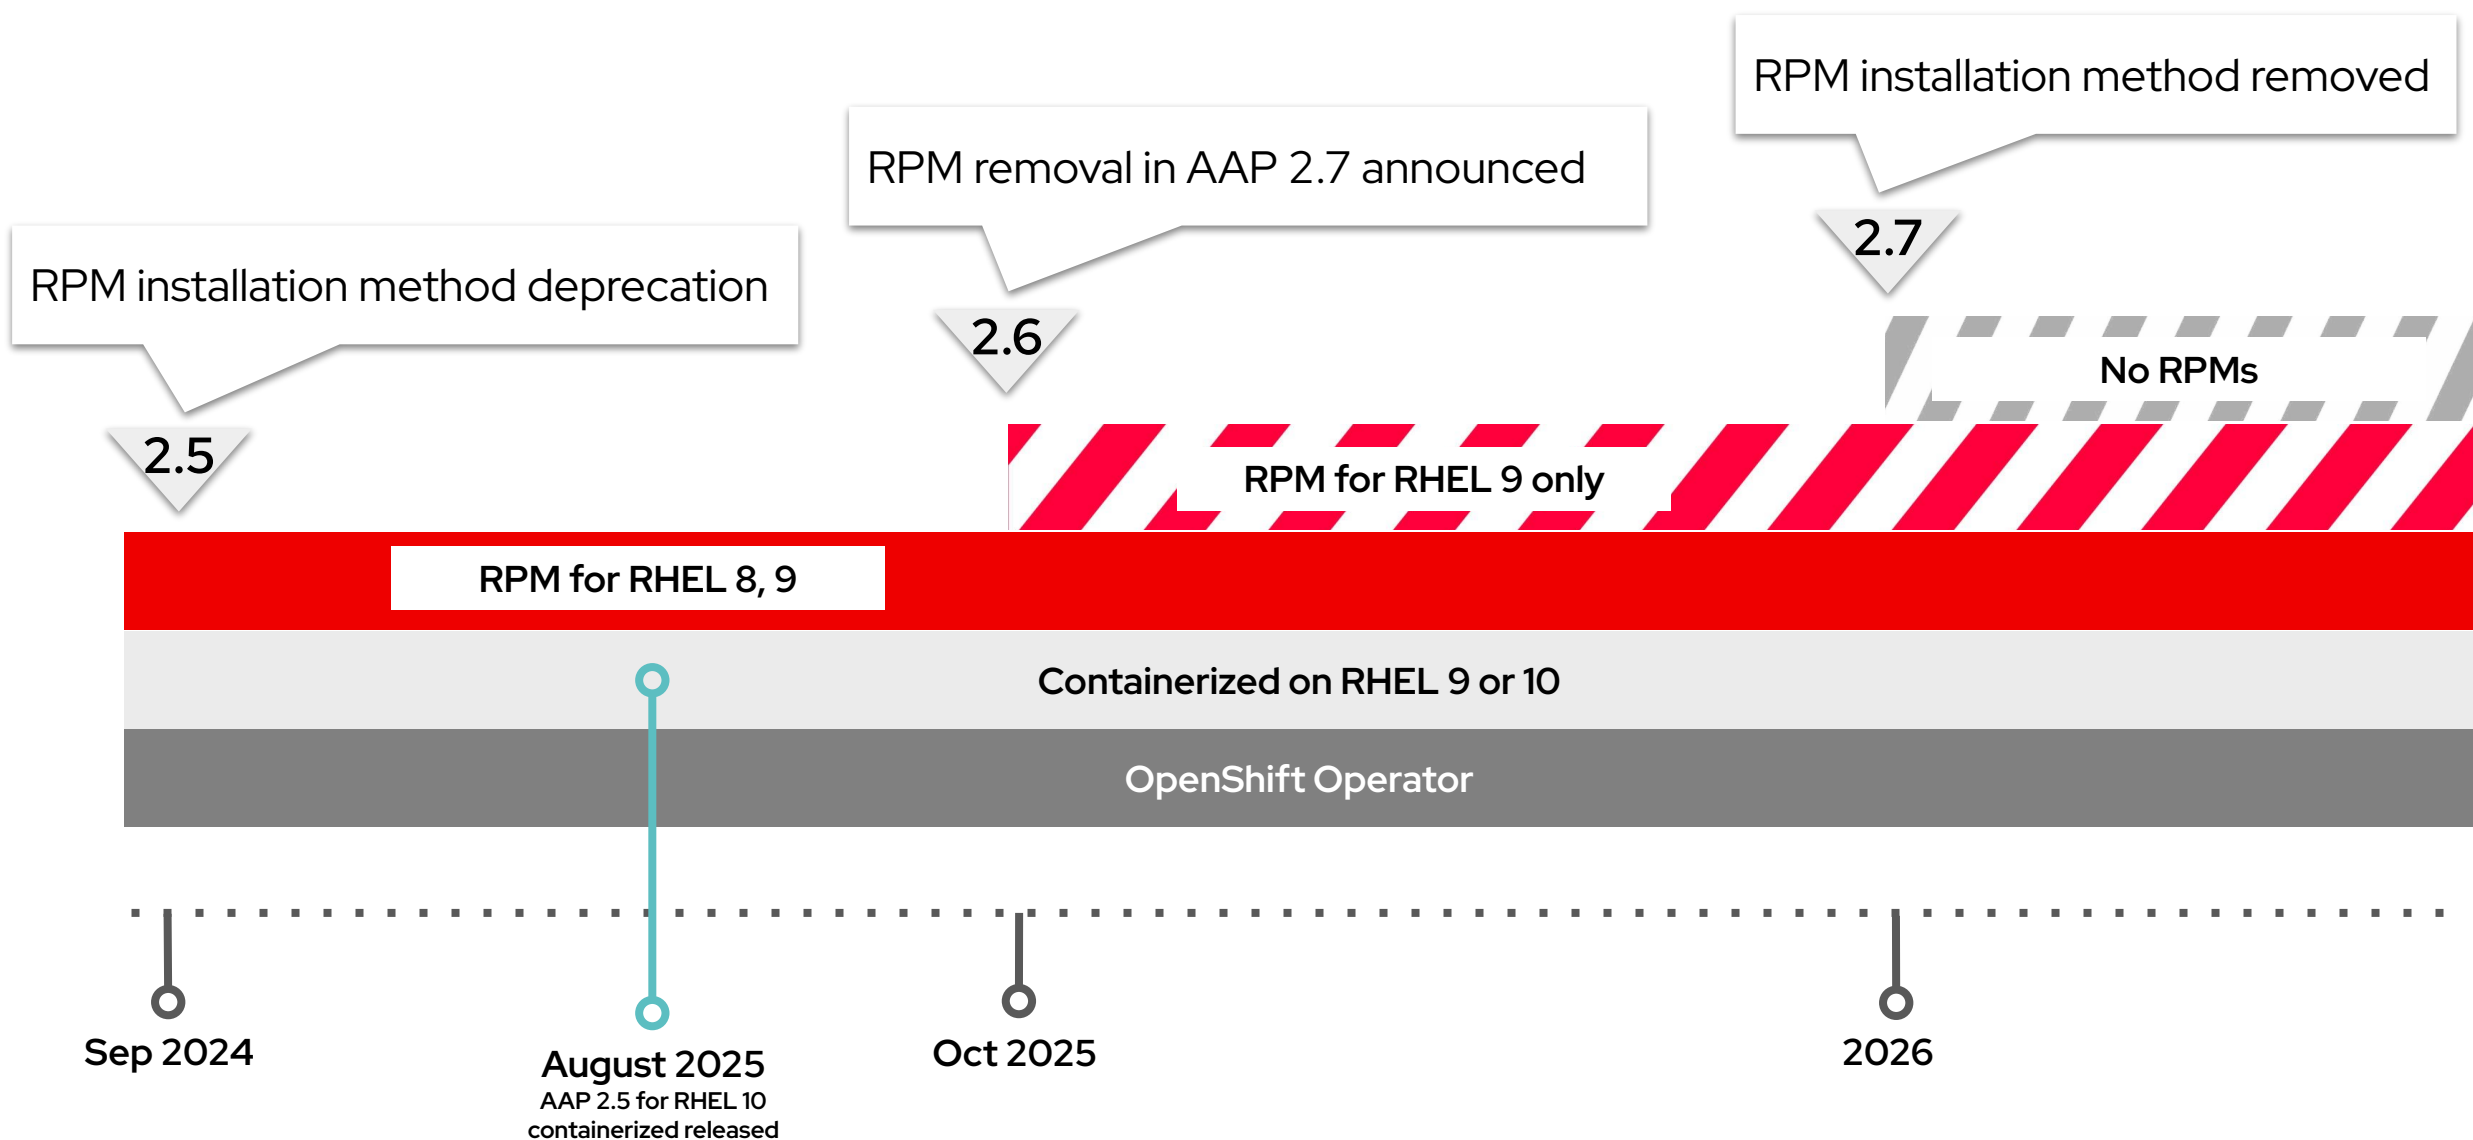 RPM installation method removed
RPM removal in AAP 2.7 announced
RPM installation method deprecation
2.7
2.6
2.5
No RPMs
RPM for RHEL 9 only
RPM for RHEL 8, 9
Containerized on RHEL 9 or 10
OpenShift Operator
Sep 2024
August 2025
AAP 2.5 for RHEL 10
containerized released
Oct 2025
2026